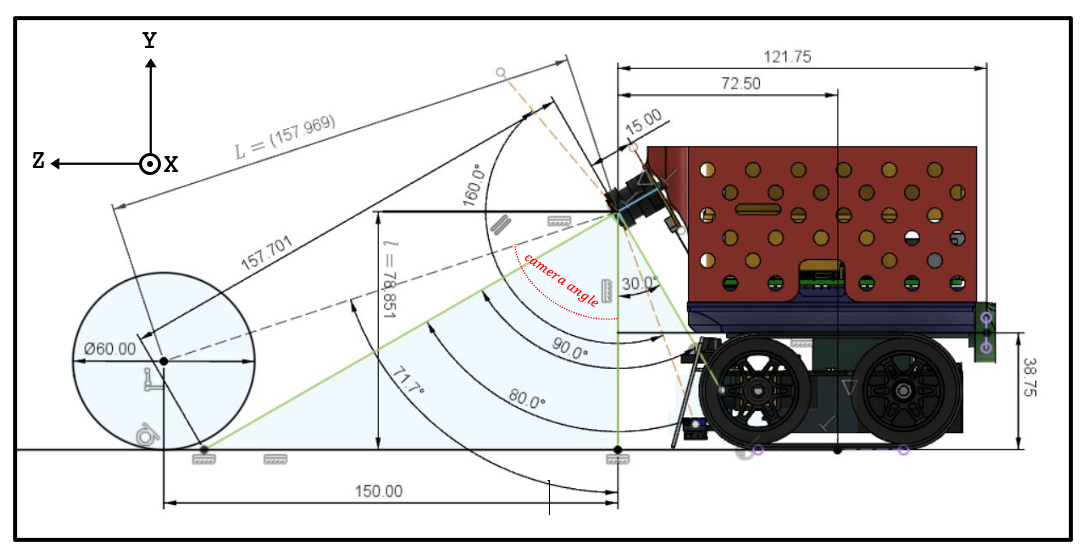 Y
Z
X
121.75
72.50
15.00
L = (157.969)
160.0°
157.701
l = 78.851
camera angle
30.0°
Ø60.00
90.0°
71.7°
80.0°
38.75
150.00